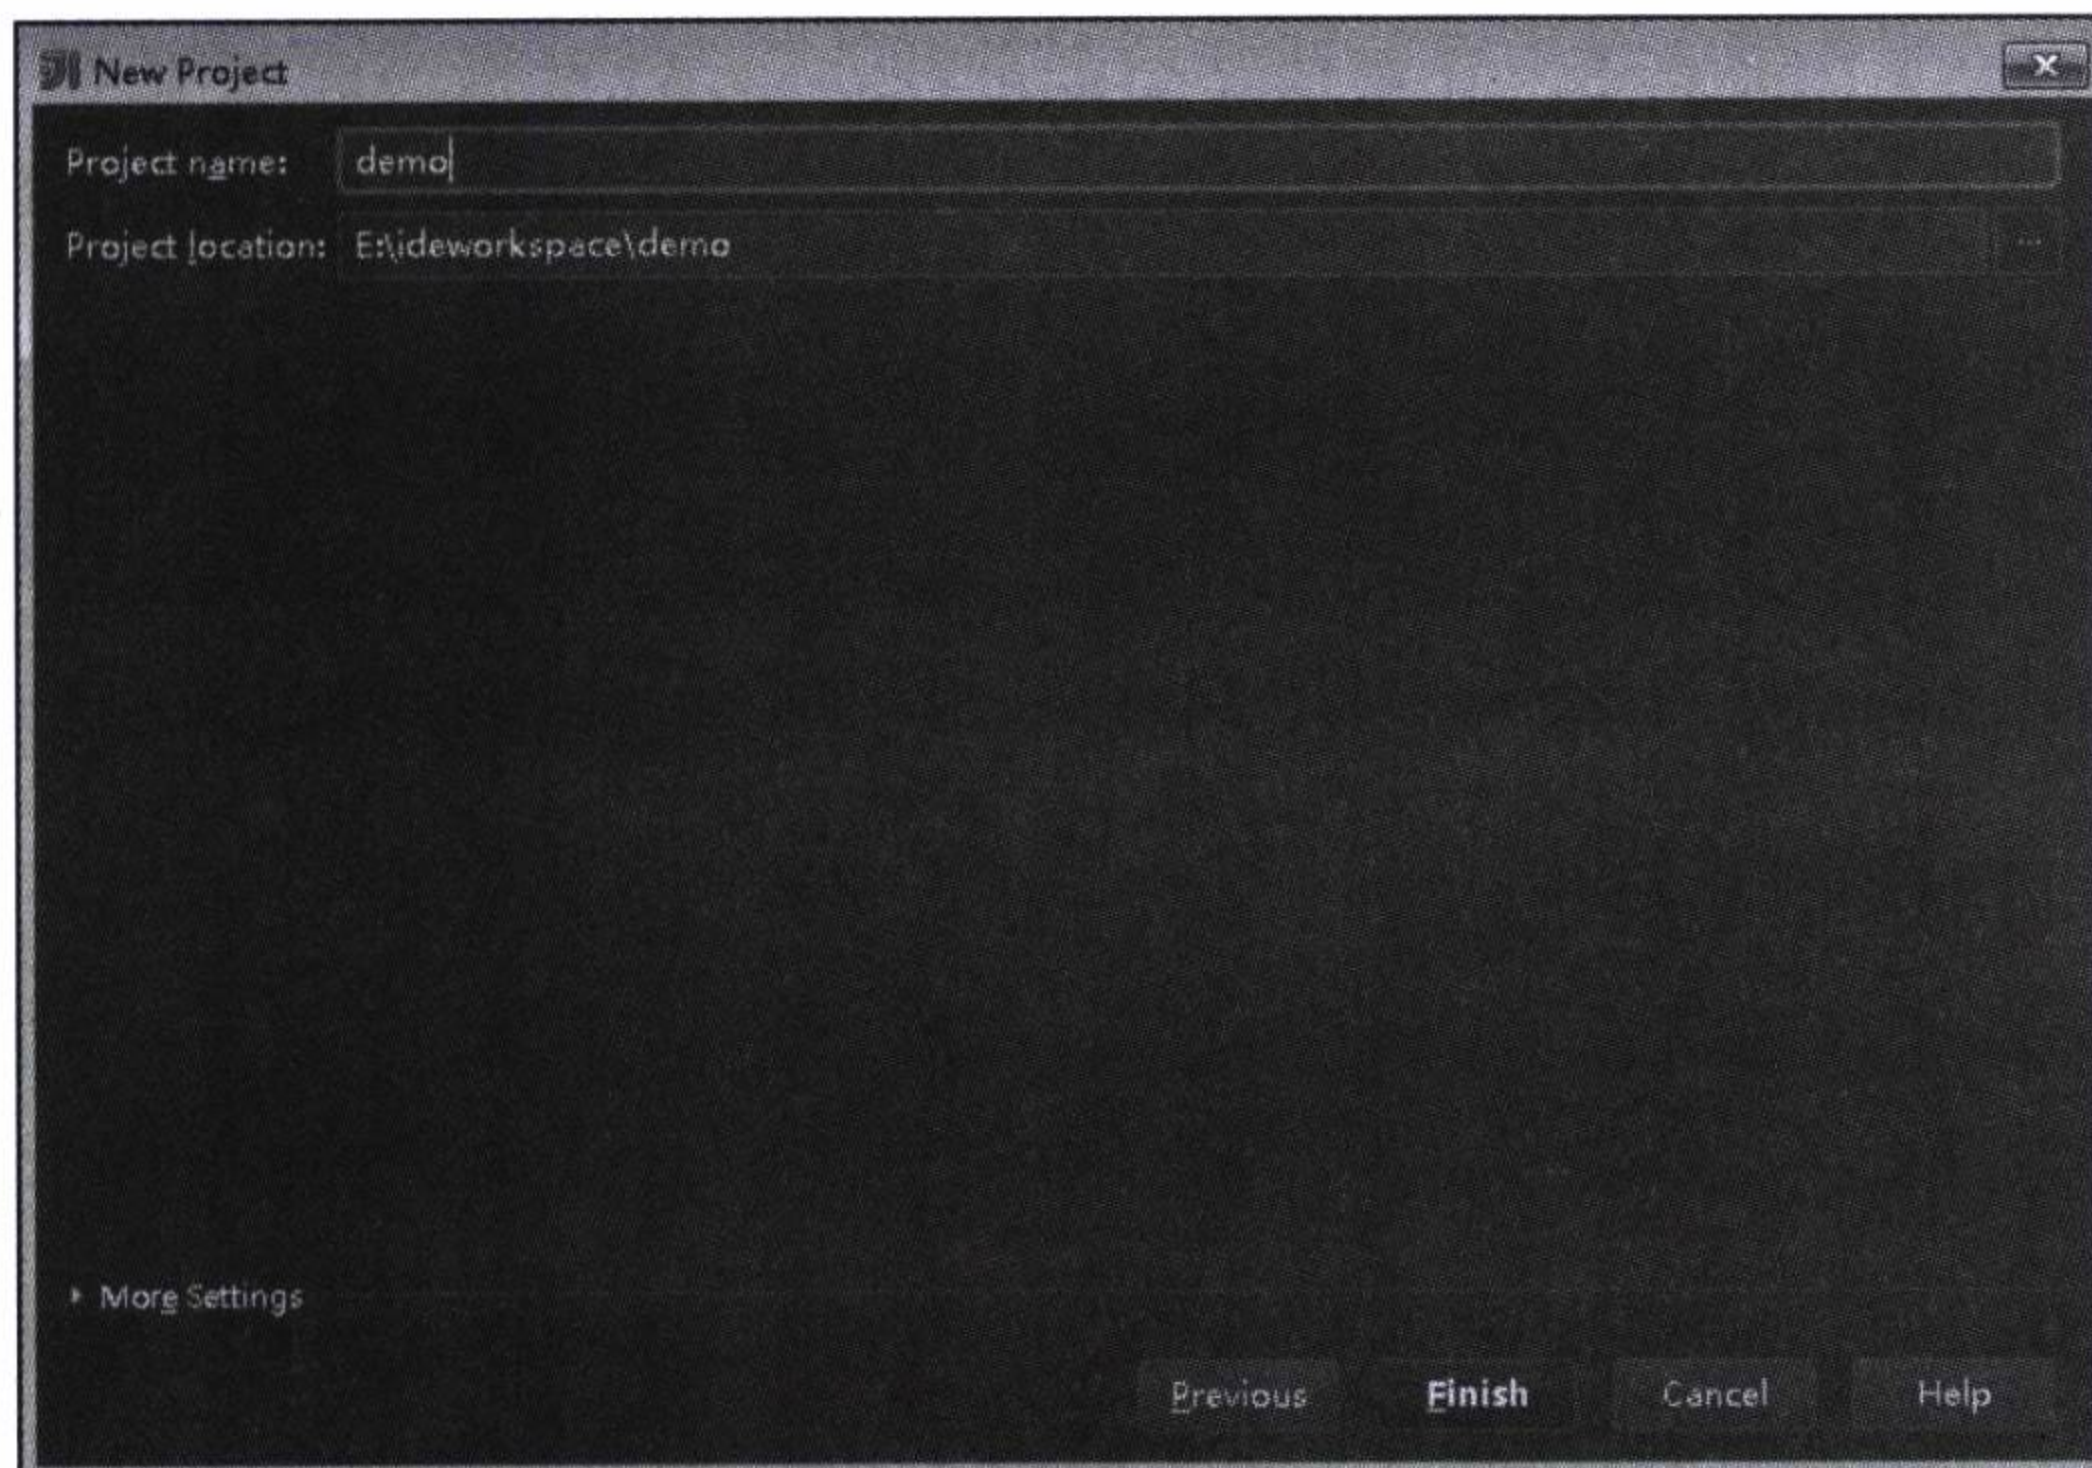 New Project
Project name: demo
Project location: E:\ideworkspace\demo ...
More Settings
Previous Finish Cancel Help